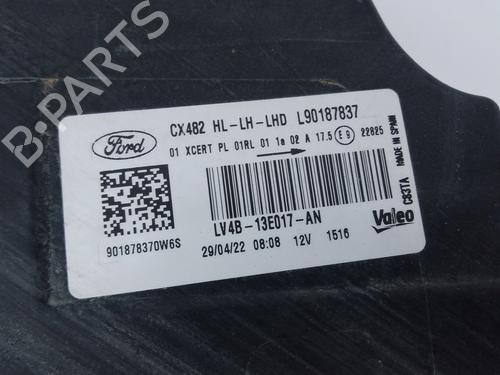 CX482 HL-LH-LHD L90187837
Ford
01 XCERT PL 01RL 01 1a 02 A 17.5 E9 22825
LV4B-13E017-AN
901878370W6S
29/04/22 08:08 12V 1516
Valeo
CS3TA
MADE IN SPAIN
B-PARTS